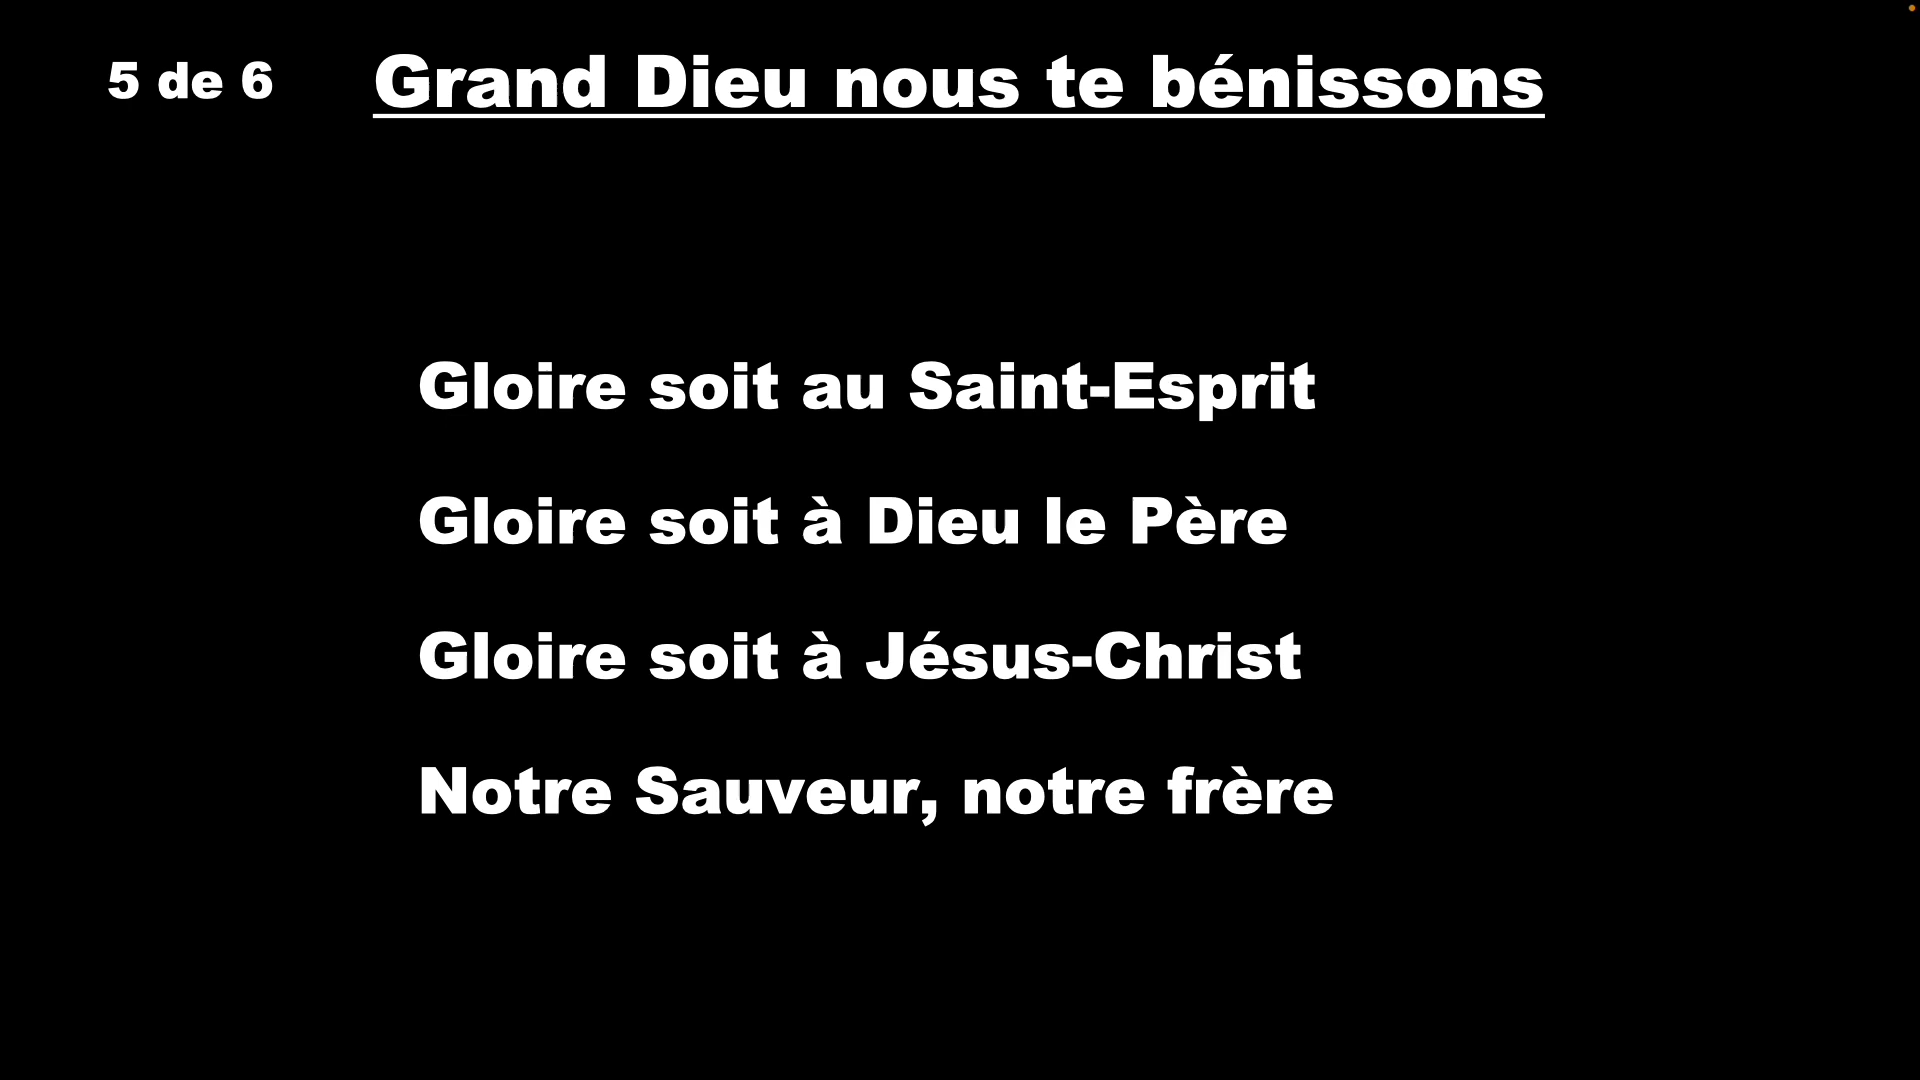 5 de 6
Grand Dieu nous te bénissons
Gloire soit au Saint-Esprit
Gloire soit à Dieu le Père
Gloire soit à Jésus-Christ
Notre Sauveur, notre frère